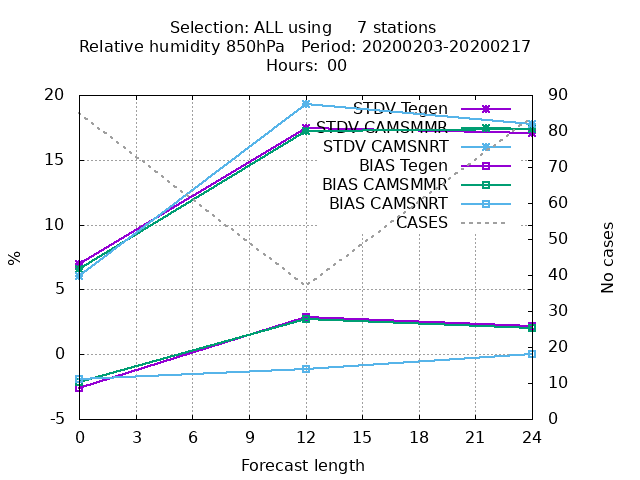 Selection: ALL using     7 stations
Relative humidity 850hPa   Period: 20200203-20200217
Hours: 00
20
15
10
5
0
-5
%
STDV Tegen
STDV CAMSMMR
STDV CAMSNRT
BIAS Tegen
BIAS CAMSMMR
BIAS CAMSNRT
CASES
90
80
70
60
50
40
30
20
10
0
No cases
0 3 6 9 12 15 18 21 24
Forecast length